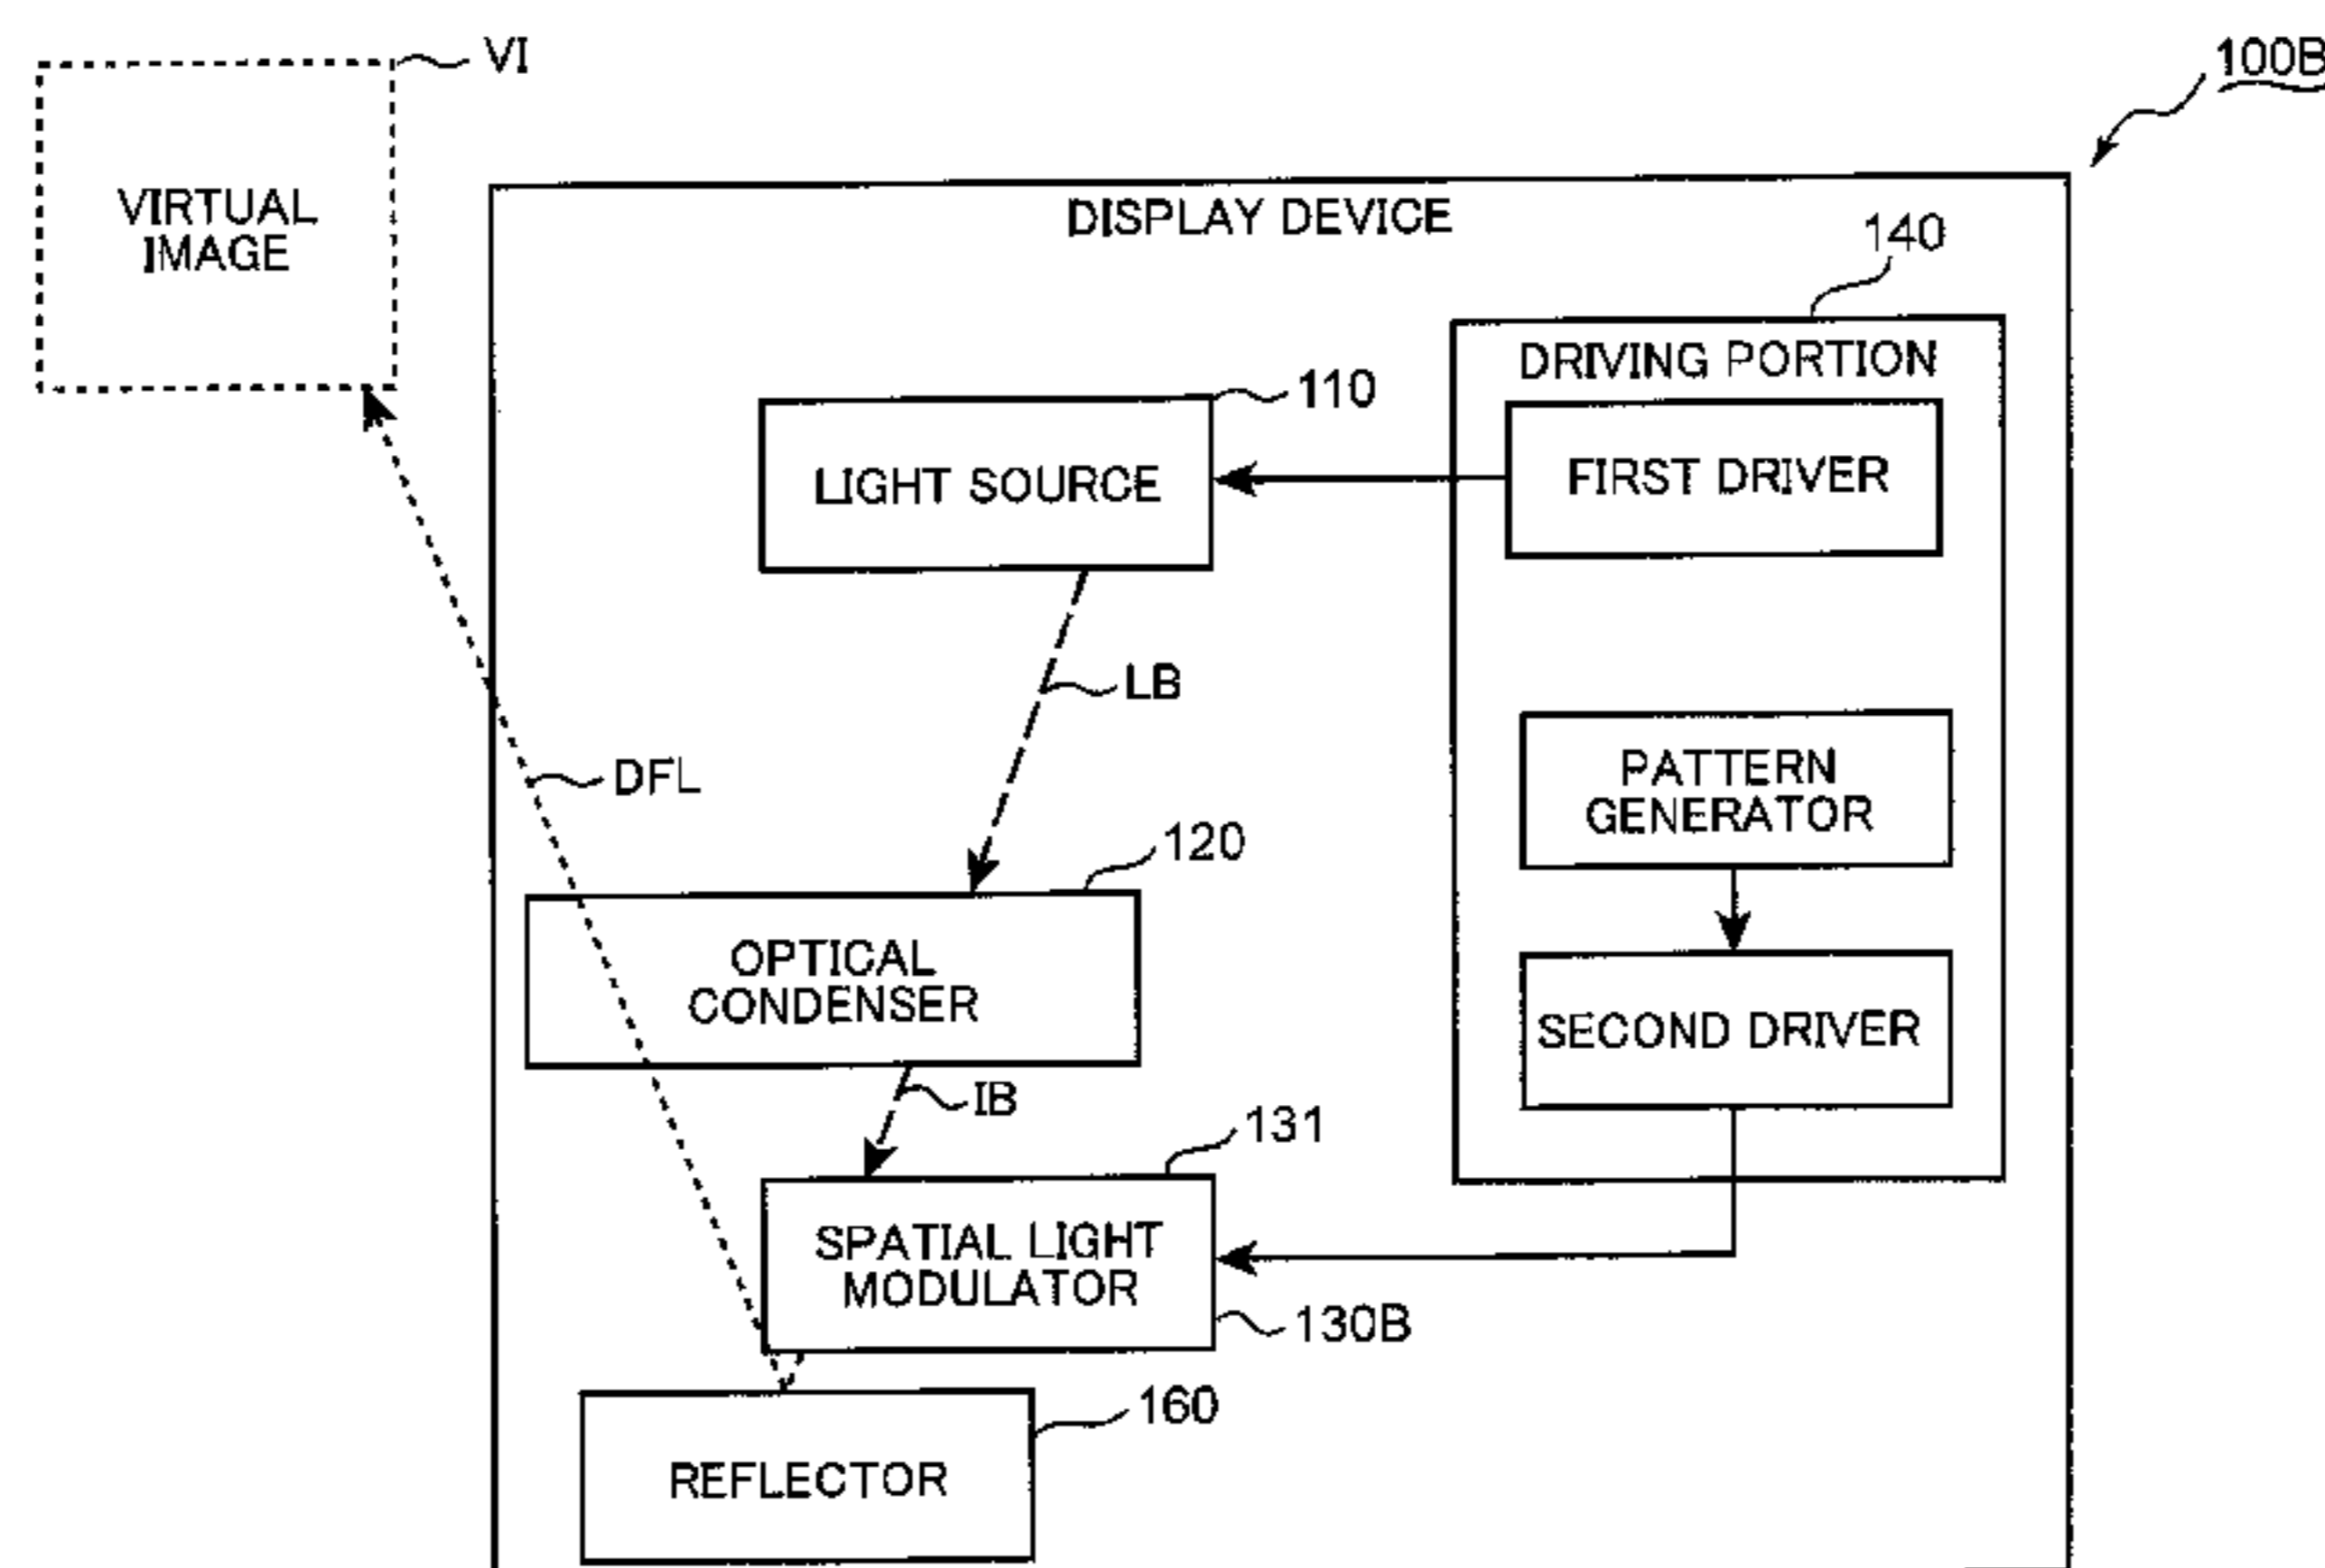 VI
100B
VIRTUAL
IMAGE
DISPLAY DEVICE
140
DRIVING PORTION
110
LIGHT SOURCE
FIRST DRIVER
LB
DFL
PATTERN
GENERATOR
120
OPTICAL
CONDENSER
SECOND DRIVER
IB
131
SPATIAL LIGHT
MODULATOR
130B
160
REFLECTOR